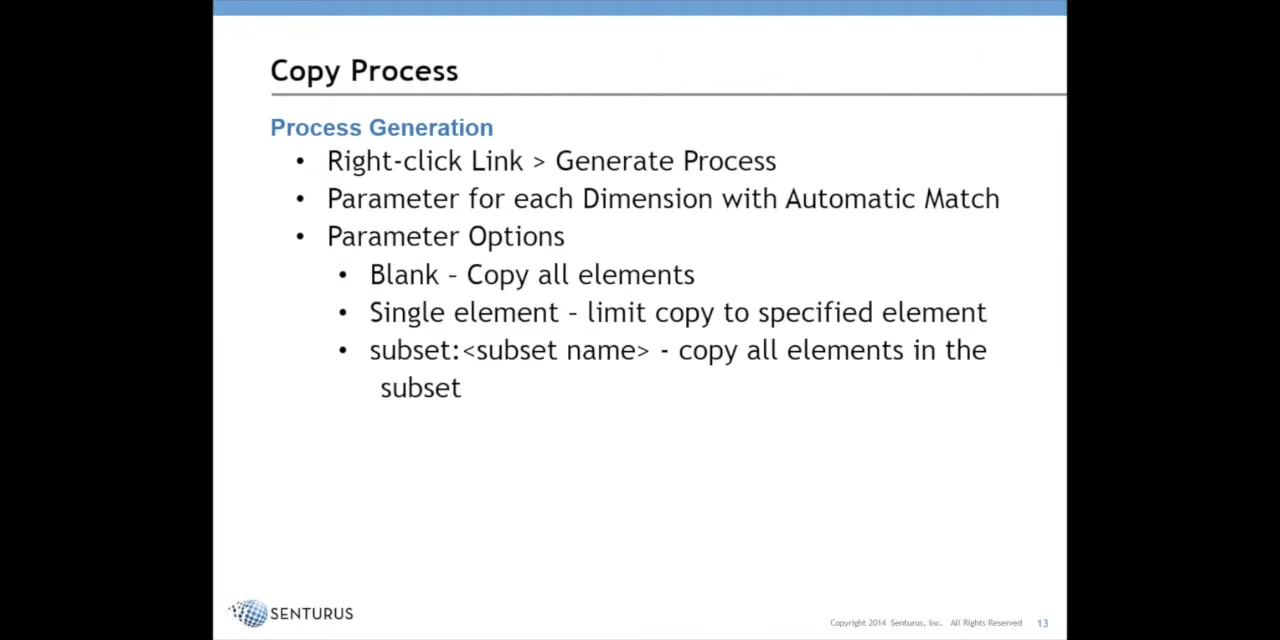 Copy Process
Process Generation
• Right-click Link > Generate Process
• Parameter for each Dimension with Automatic Match
• Parameter Options
• Blank – Copy all elements
• Single element – limit copy to specified element
• subset:<subset name> - copy all elements in the
subset
SENTURUS
Copyright 2014 Senturus, Inc. All Rights Reserved 13